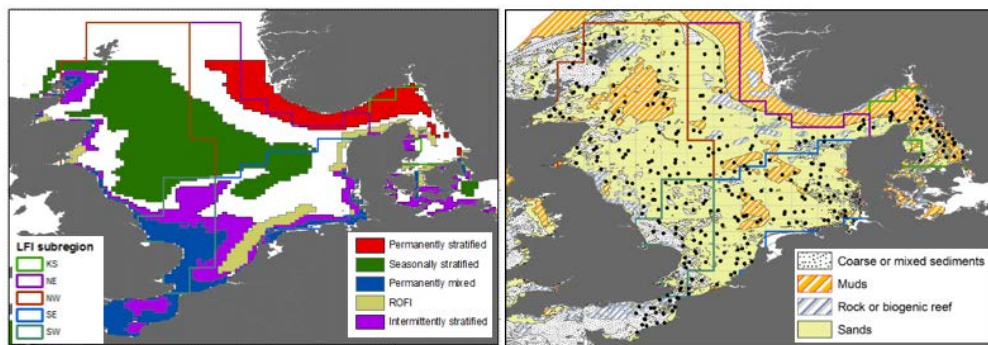 LFI subregion
KS
NE
NW
SE
SW
Permanently stratified
Seasonally stratified
Permanently mixed
ROFI
Intermittently stratified
Coarse or mixed sediments
Muds
Rock or biogenic reef
Sands